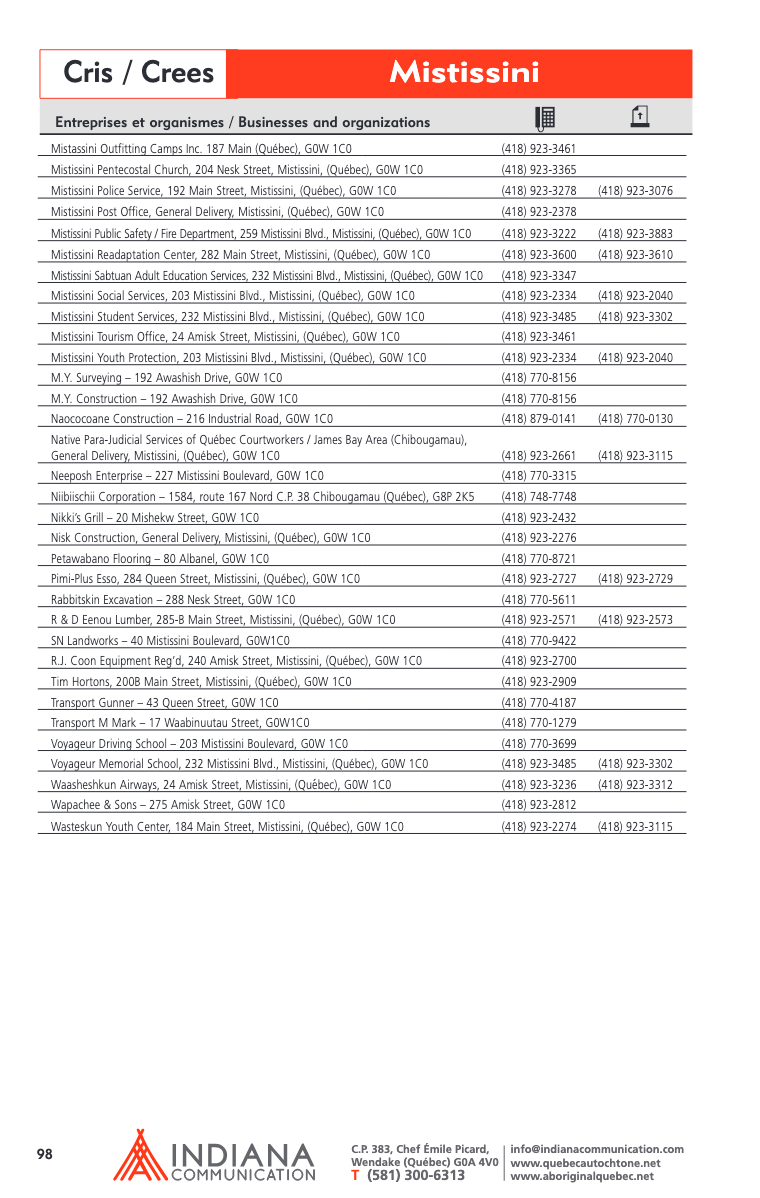 Cris / Crees Mistissini
Entreprises et organismes / Businesses and organizations
Mistassini Outfitting Camps Inc. 187 Main (Québec), G0W 1C0 (418) 923-3461
Mistissini Pentecostal Church, 204 Nesk Street, Mistissini, (Québec), G0W 1C0 (418) 923-3365
Mistissini Police Service, 192 Main Street, Mistissini, (Québec), G0W 1C0 (418) 923-3278 (418) 923-3076
Mistissini Post Office, General Delivery, Mistissini, (Québec), G0W 1C0 (418) 923-2378
Mistissini Public Safety / Fire Department, 259 Mistissini Blvd., Mistissini, (Québec), G0W 1C0 (418) 923-3222 (418) 923-3883
Mistissini Readaptation Center, 282 Main Street, Mistissini, (Québec), G0W 1C0 (418) 923-3600 (418) 923-3610
Mistissini Sabtuan Adult Education Services, 232 Mistissini Blvd., Mistissini, (Québec), G0W 1C0 (418) 923-3347
Mistissini Social Services, 203 Mistissini Blvd., Mistissini, (Québec), G0W 1C0 (418) 923-2334 (418) 923-2040
Mistissini Student Services, 232 Mistissini Blvd., Mistissini, (Québec), G0W 1C0 (418) 923-3485 (418) 923-3302
Mistissini Tourism Office, 24 Amisk Street, Mistissini, (Québec), G0W 1C0 (418) 923-3461
Mistissini Youth Protection, 203 Mistissini Blvd., Mistissini, (Québec), G0W 1C0 (418) 923-2334 (418) 923-2040
M.Y. Surveying – 192 Awashish Drive, G0W 1C0 (418) 770-8156
M.Y. Construction – 192 Awashish Drive, G0W 1C0 (418) 770-8156
Naococoane Construction – 216 Industrial Road, G0W 1C0 (418) 879-0141 (418) 770-0130
Native Para-Judicial Services of Québec Courtworkers / James Bay Area (Chibougamau),
General Delivery, Mistissini, (Québec), G0W 1C0 (418) 923-2661 (418) 923-3115
Neeposh Enterprise – 227 Mistissini Boulevard, G0W 1C0 (418) 770-3315
Niibiischii Corporation – 1584, route 167 Nord C.P. 38 Chibougamau (Québec), G8P 2K5 (418) 748-7748
Nikki’s Grill – 20 Mishekw Street, G0W 1C0 (418) 923-2432
Nisk Construction, General Delivery, Mistissini, (Québec), G0W 1C0 (418) 923-2276
Petawabano Flooring – 80 Albanel, G0W 1C0 (418) 770-8721
Pimi-Plus Esso, 284 Queen Street, Mistissini, (Québec), G0W 1C0 (418) 923-2727 (418) 923-2729
Rabbitskin Excavation – 288 Nesk Street, G0W 1C0 (418) 770-5611
R & D Eenou Lumber, 285-B Main Street, Mistissini, (Québec), G0W 1C0 (418) 923-2571 (418) 923-2573
SN Landworks – 40 Mistissini Boulevard, G0W1C0 (418) 770-9422
R.J. Coon Equipment Reg’d, 240 Amisk Street, Mistissini, (Québec), G0W 1C0 (418) 923-2700
Tim Hortons, 200B Main Street, Mistissini, (Québec), G0W 1C0 (418) 923-2909
Transport Gunner – 43 Queen Street, G0W 1C0 (418) 770-4187
Transport M Mark – 17 Waabinuutau Street, G0W1C0 (418) 770-1279
Voyageur Driving School – 203 Mistissini Boulevard, G0W 1C0 (418) 770-3699
Voyageur Memorial School, 232 Mistissini Blvd., Mistissini, (Québec), G0W 1C0 (418) 923-3485 (418) 923-3302
Waasheshkun Airways, 24 Amisk Street, Mistissini, (Québec), G0W 1C0 (418) 923-3236 (418) 923-3312
Wapachee & Sons – 275 Amisk Street, G0W 1C0 (418) 923-2812
Wasteskun Youth Center, 184 Main Street, Mistissini, (Québec), G0W 1C0 (418) 923-2274 (418) 923-3115
98
INDIANA
COMMUNICATION
C.P. 383, Chef Émile Picard,
Wendake (Québec) G0A 4V0
T (581) 300-6313
info@indianacommunication.com
www.quebecautochtone.net
www.aboriginalquebec.net